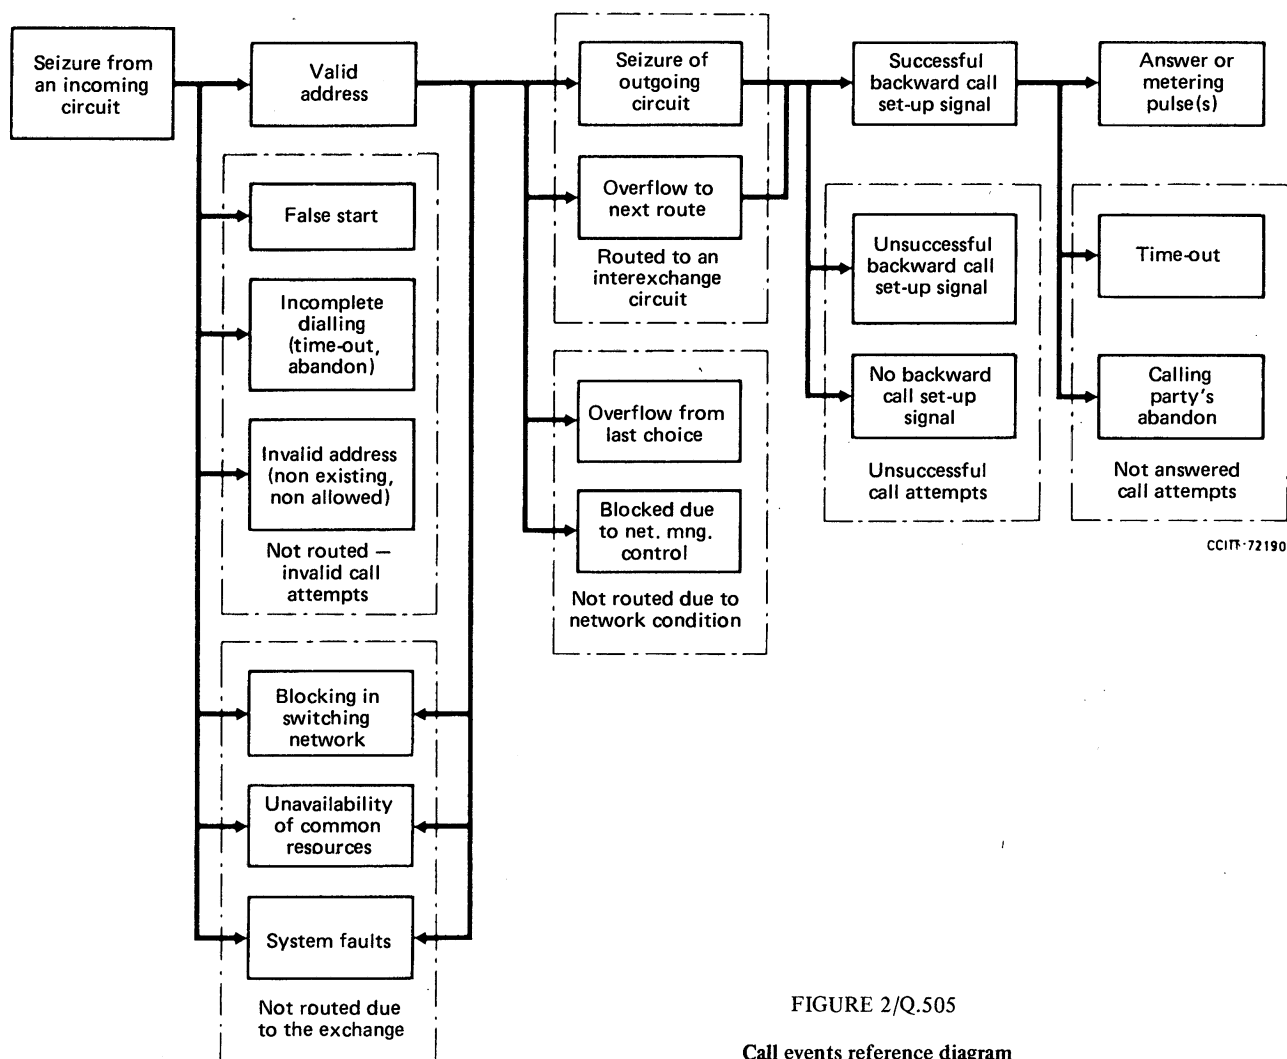 Seizure from
an incoming
circuit
Valid
address
False start
Incomplete
dialling
(time-out,
abandon)
Invalid address
(non existing,
non allowed)
Not routed —
invalid call
attempts
Blocking in
switching
network
Unavailability
of common
resources
System faults
Not routed due
to the exchange
Seizure of
outgoing
circuit
Overflow to
next route
Routed to an
interexchange
circuit
Overflow from
last choice
Blocked due
to net. mng.
control
Not routed due to
network condition
Successful
backward call
set-up signal
Unsuccessful
backward call
set-up signal
No backward
call set-up
signal
Unsuccessful
call attempts
Answer or
metering
pulse(s)
Time-out
Calling
party's
abandon
Not answered
call attempts
CCITT-72190
FIGURE 2/Q.505
Call events reference diagram